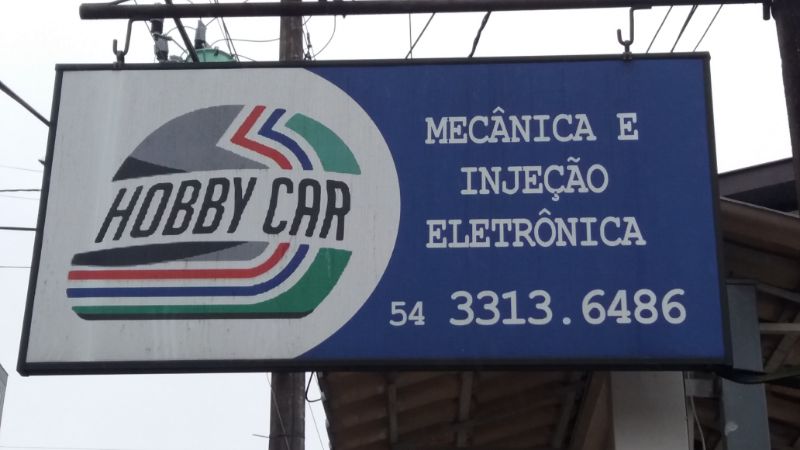 HOBBY CAR
MECÂNICA E
INJEÇÃO
ELETRÔNICA
54 3313.6486